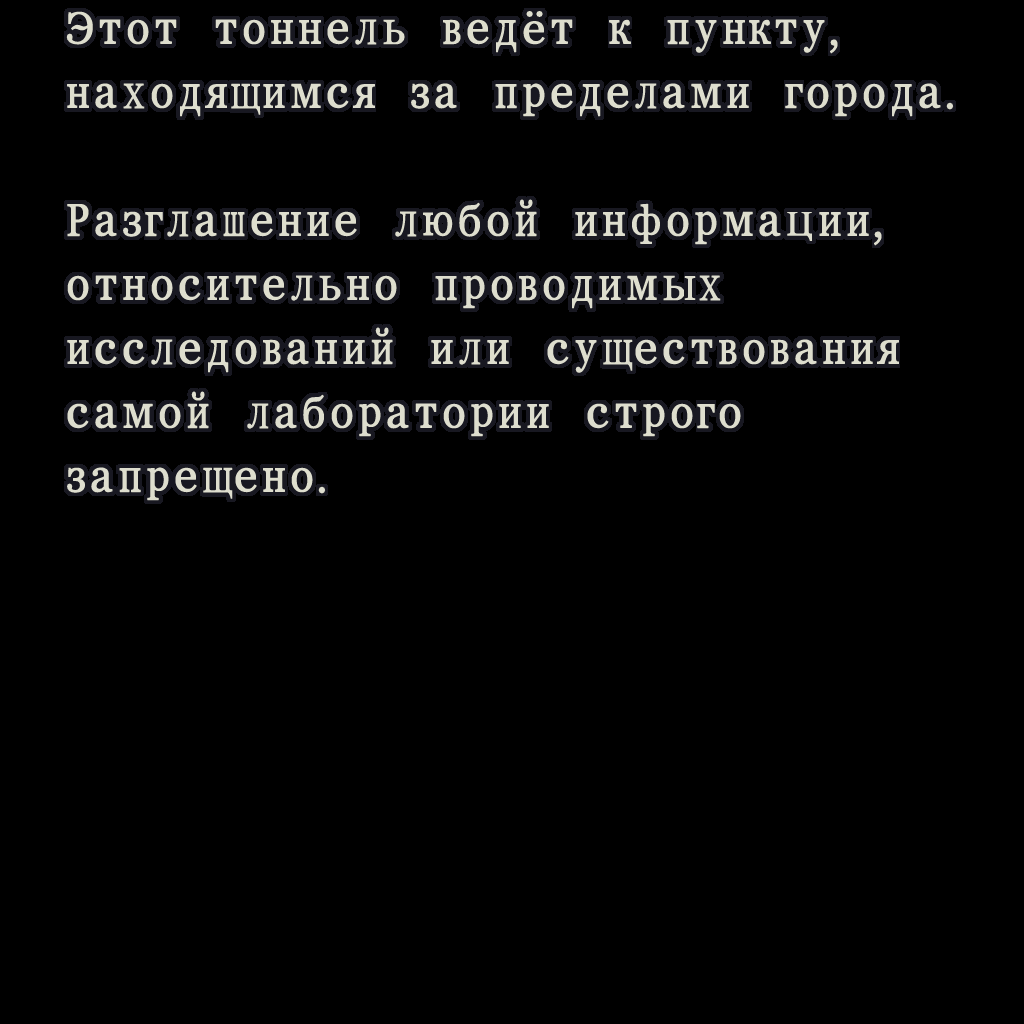 Этот тоннель ведёт к пункту,
находящимся за пределами города.
Разглашение любой информации,
относительно проводимых
исследований или существования
самой лаборатории строго
запрещено.